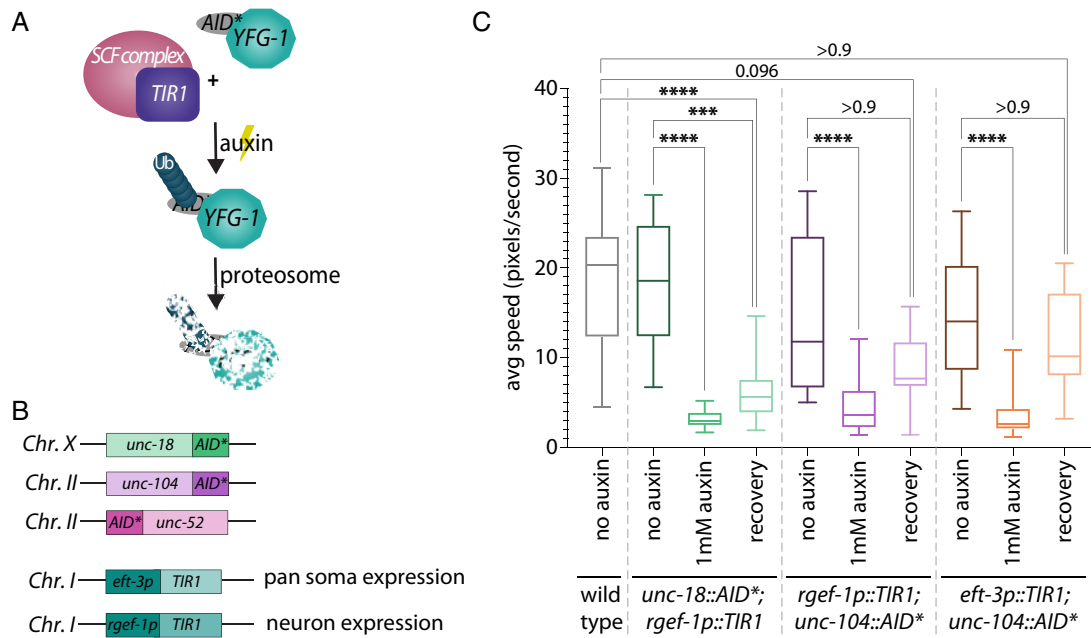 A
AID*
YFG-1
SCF complex
TIR1
+
auxin
Ub
AID*
YFG-1
proteosome
B
Chr. X
unc-18
AID*
Chr. II
unc-104
AID*
Chr. II
AID*
unc-52
Chr. I
eft-3p
TIR1
pan soma expression
Chr. I
rgef-1p
TIR1
neuron expression
C
>0.9
0.096
****
***
>0.9
>0.9
****
****
****
avg speed (pixels/second)
40
30
20
10
0
no auxin
no auxin
1mM auxin
recovery
no auxin
1mM auxin
recovery
no auxin
1mM auxin
recovery
wild
type
unc-18::AID*;
rgef-1p::TIR1
rgef-1p::TIR1;
unc-104::AID*
eft-3p::TIR1;
unc-104::AID*